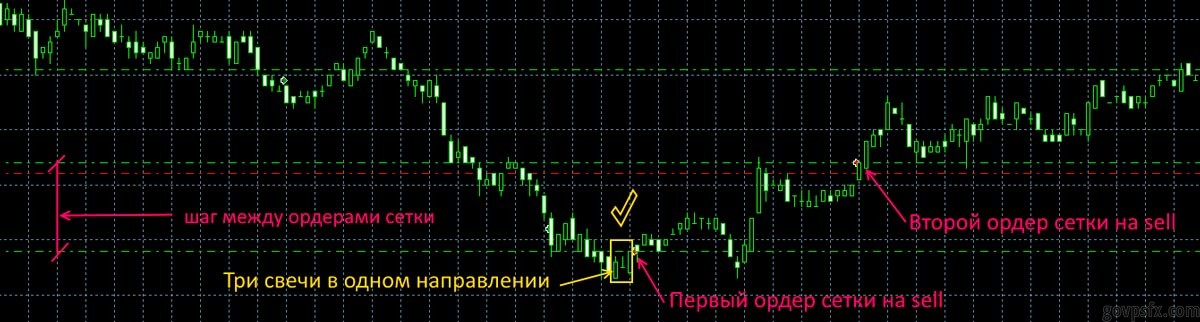 шаг между ордерами сетки
Второй ордер сетки на sell
Три свечи в одном направлении
Первый ордер сетки на sell
govpsfx.com